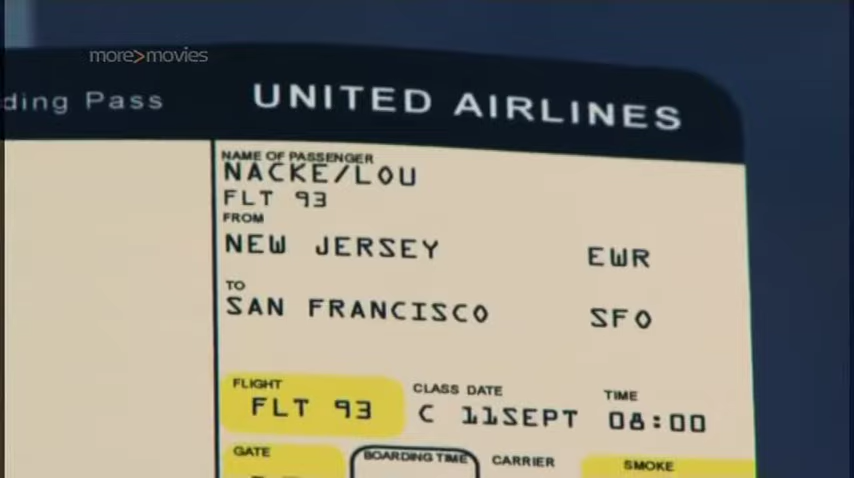 more>movies
ding Pass
UNITED AIRLINES
NAME OF PASSENGER
NACKE/LOU
FLT 93
FROM
NEW JERSEY EWR
TO
SAN FRANCISCO SFO
FLIGHT CLASS DATE TIME
FLT 93 C 11SEPT 08:00
GATE BOARDING TIME CARRIER SMOKE